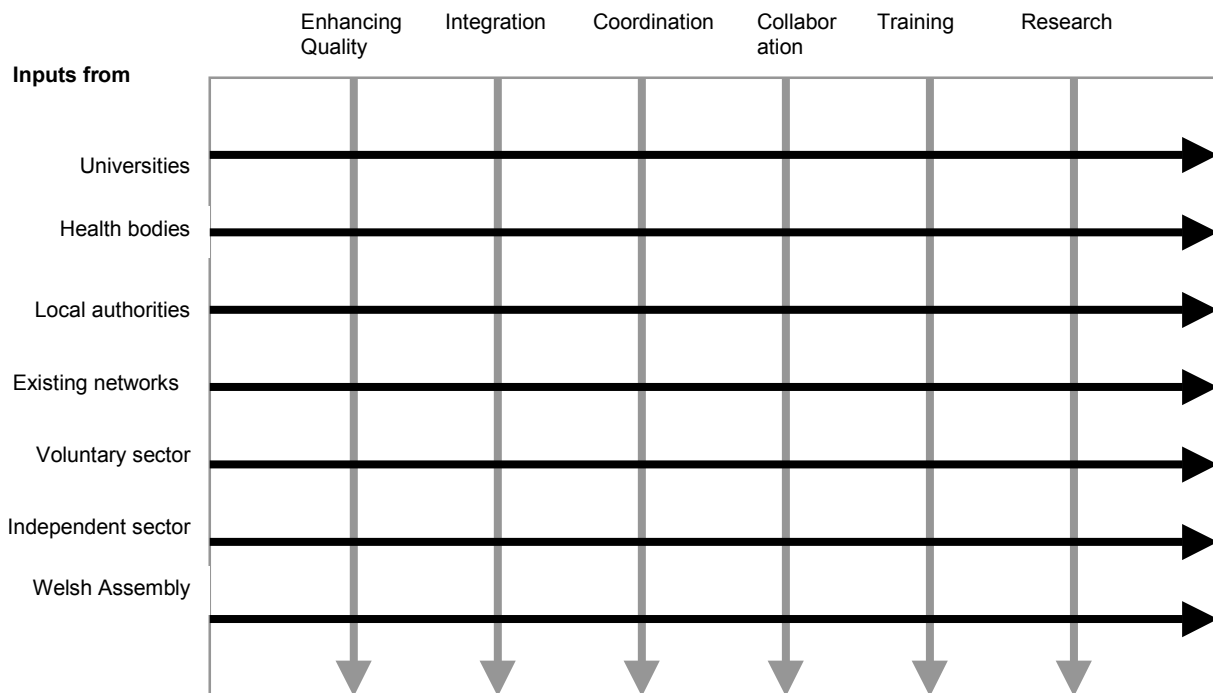 Enhancing
Quality
Integration
Coordination
Collabor
ation
Training
Research
Inputs from
Universities
Health bodies
Local authorities
Existing networks
Voluntary sector
Independent sector
Welsh Assembly